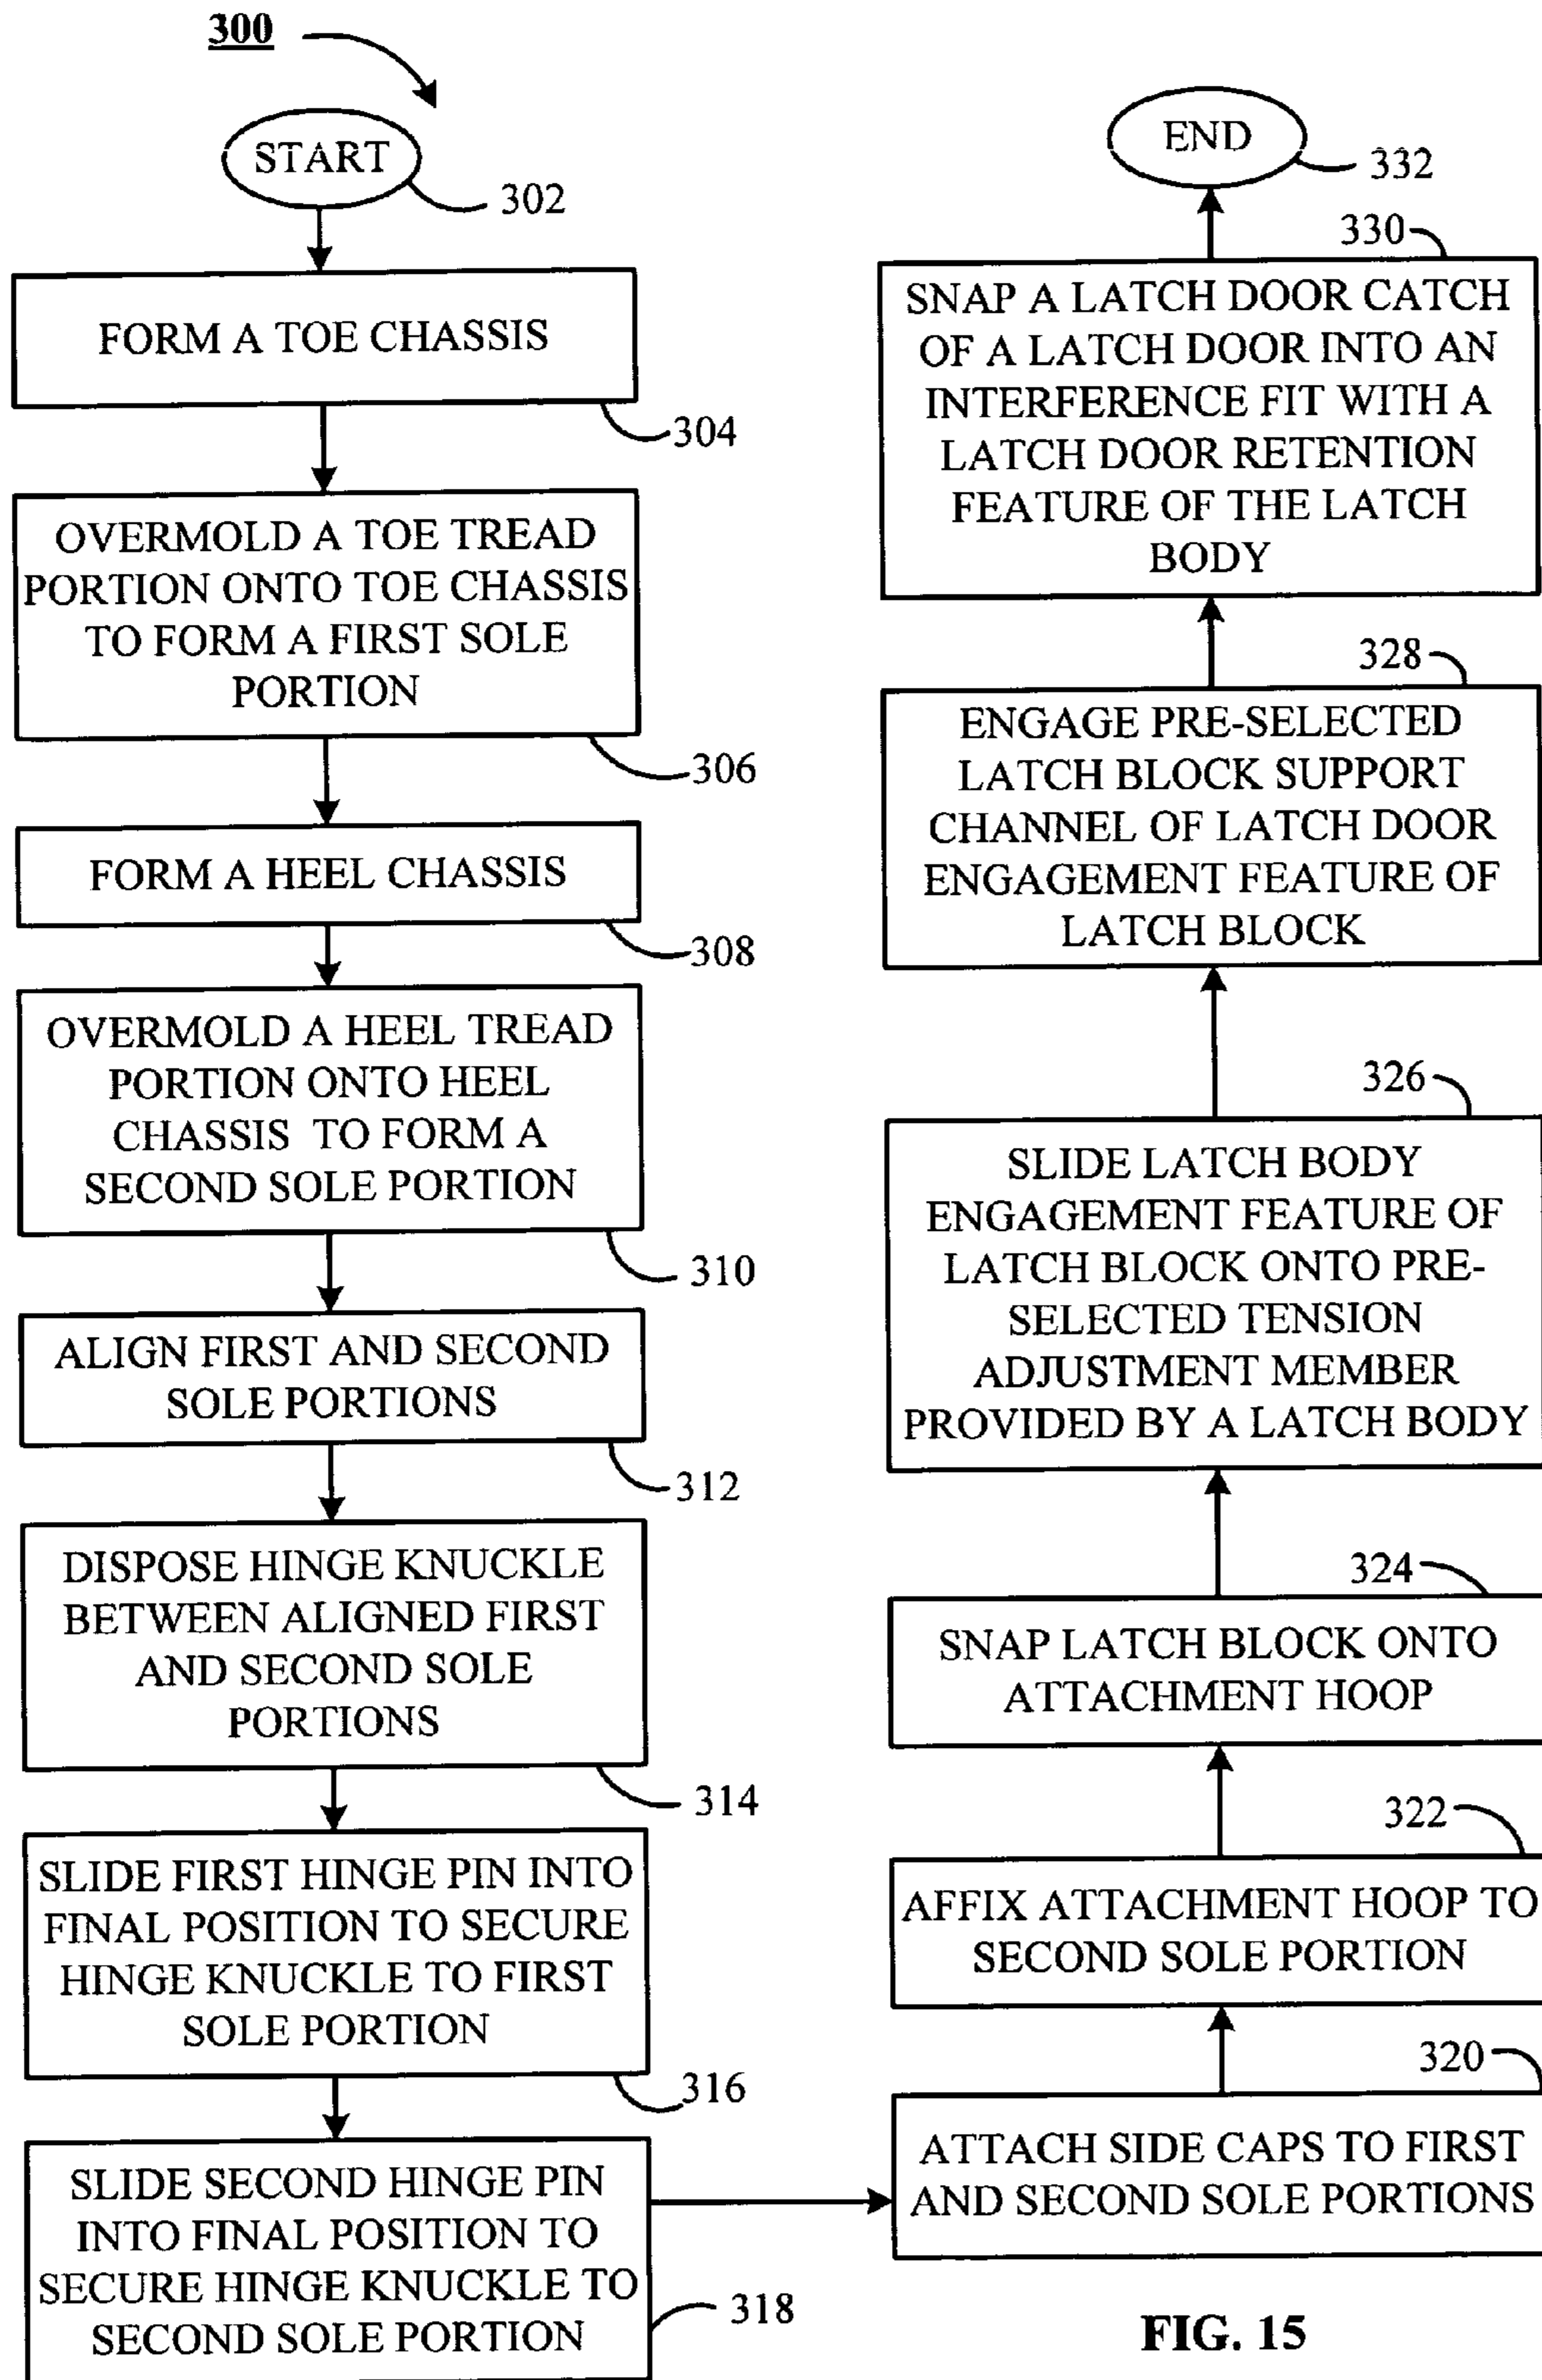 300
START
302
FORM A TOE CHASSIS
304
OVERMOLD A TOE TREAD
PORTION ONTO TOE CHASSIS
TO FORM A FIRST SOLE
PORTION
306
FORM A HEEL CHASSIS
308
OVERMOLD A HEEL TREAD
PORTION ONTO HEEL
CHASSIS TO FORM A
SECOND SOLE PORTION
310
ALIGN FIRST AND SECOND
SOLE PORTIONS
312
DISPOSE HINGE KNUCKLE
BETWEEN ALIGNED FIRST
AND SECOND SOLE
PORTIONS
314
SLIDE FIRST HINGE PIN INTO
FINAL POSITION TO SECURE
HINGE KNUCKLE TO FIRST
SOLE PORTION
316
SLIDE SECOND HINGE PIN
INTO FINAL POSITION TO
SECURE HINGE KNUCKLE TO
SECOND SOLE PORTION
318
320
ATTACH SIDE CAPS TO FIRST
AND SECOND SOLE PORTIONS
322
AFFIX ATTACHMENT HOOP TO
SECOND SOLE PORTION
324
SNAP LATCH BLOCK ONTO
ATTACHMENT HOOP
326
SLIDE LATCH BODY
ENGAGEMENT FEATURE OF
LATCH BLOCK ONTO PRE-
SELECTED TENSION
ADJUSTMENT MEMBER
PROVIDED BY A LATCH BODY
328
ENGAGE PRE-SELECTED
LATCH BLOCK SUPPORT
CHANNEL OF LATCH DOOR
ENGAGEMENT FEATURE OF
LATCH BLOCK
330
SNAP A LATCH DOOR CATCH
OF A LATCH DOOR INTO AN
INTERFERENCE FIT WITH A
LATCH DOOR RETENTION
FEATURE OF THE LATCH
BODY
END
332
FIG. 15